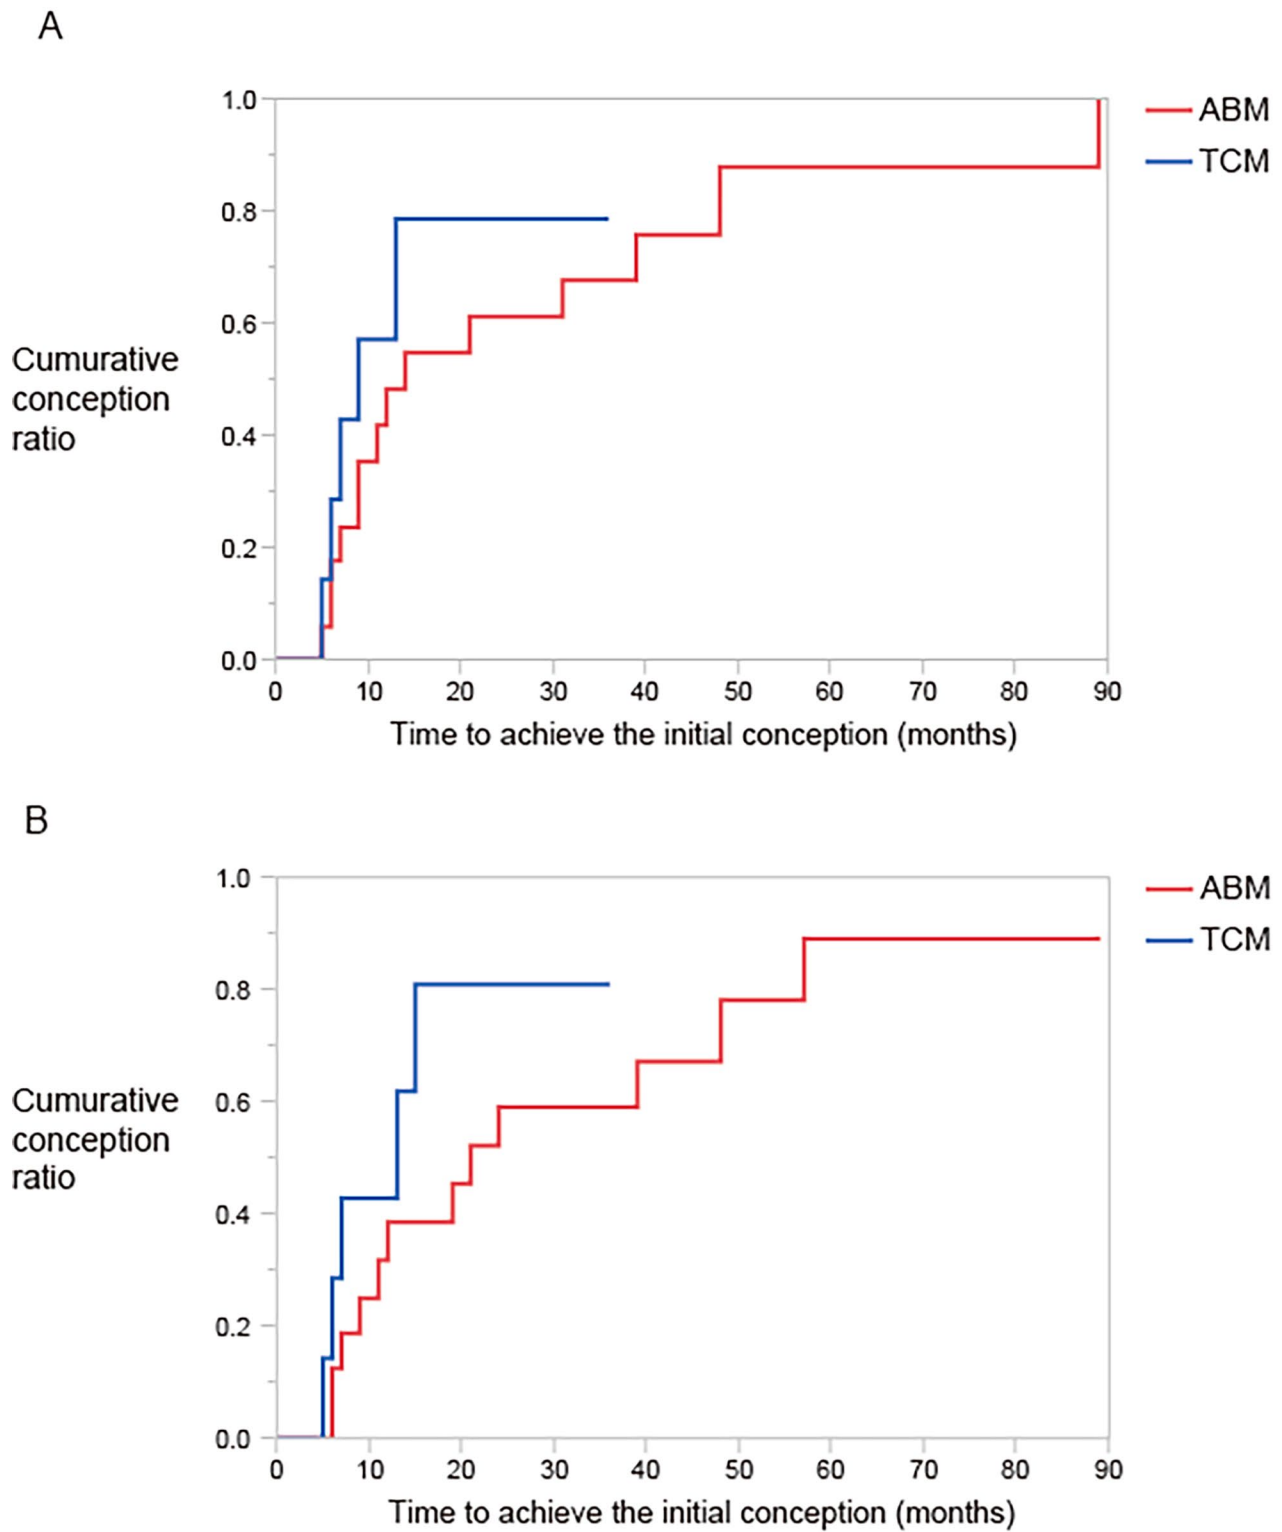 A
1.0
0.8
0.6
0.4
0.2
0.0
Cumurative
conception
ratio
0 10 20 30 40 50 60 70 80 90
Time to achieve the initial conception (months)
ABM
TCM
B
1.0
0.8
0.6
0.4
0.2
0.0
Cumurative
conception
ratio
0 10 20 30 40 50 60 70 80 90
Time to achieve the initial conception (months)
ABM
TCM